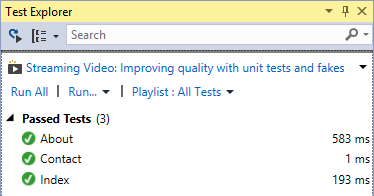 Test Explorer
Search
Streaming Video: Improving quality with unit tests and fakes
Run All | Run... | Playlist : All Tests
Passed Tests (3)
About 583 ms
Contact 1 ms
Index 193 ms